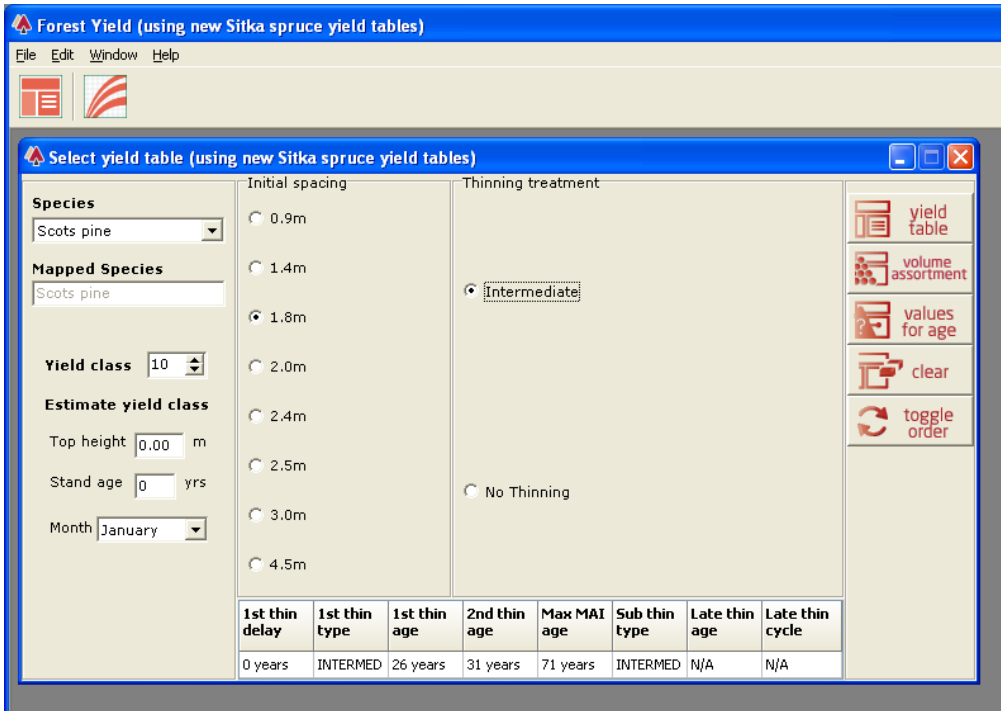 Forest Yield (using new Sitka spruce yield tables)
File Edit Window Help
Select yield table (using new Sitka spruce yield tables)
Species
Scots pine
Mapped Species
Scots pine
Yield class 10
Estimate yield class
Top height 0.00 m
Stand age 0 yrs
Month January
Initial spacing
0.9m
1.4m
1.8m
2.0m
2.4m
2.5m
3.0m
4.5m
Thinning treatment
Intermediate
No Thinning
yield
table
volume
assortment
values
for age
clear
toggle
order
1st thin delay 1st thin type 1st thin age 2nd thin age Max MAI age Sub thin type Late thin age Late thin cycle
0 years INTERMED 26 years 31 years 71 years INTERMED N/A N/A